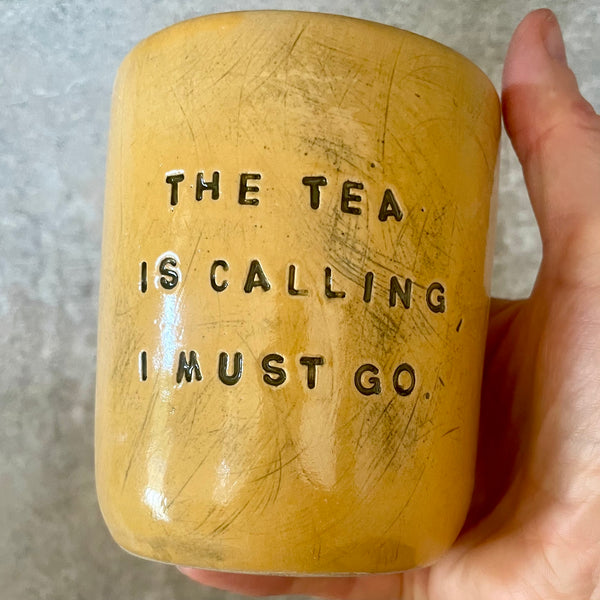 THE TEA
IS CALLING
I MUST GO.